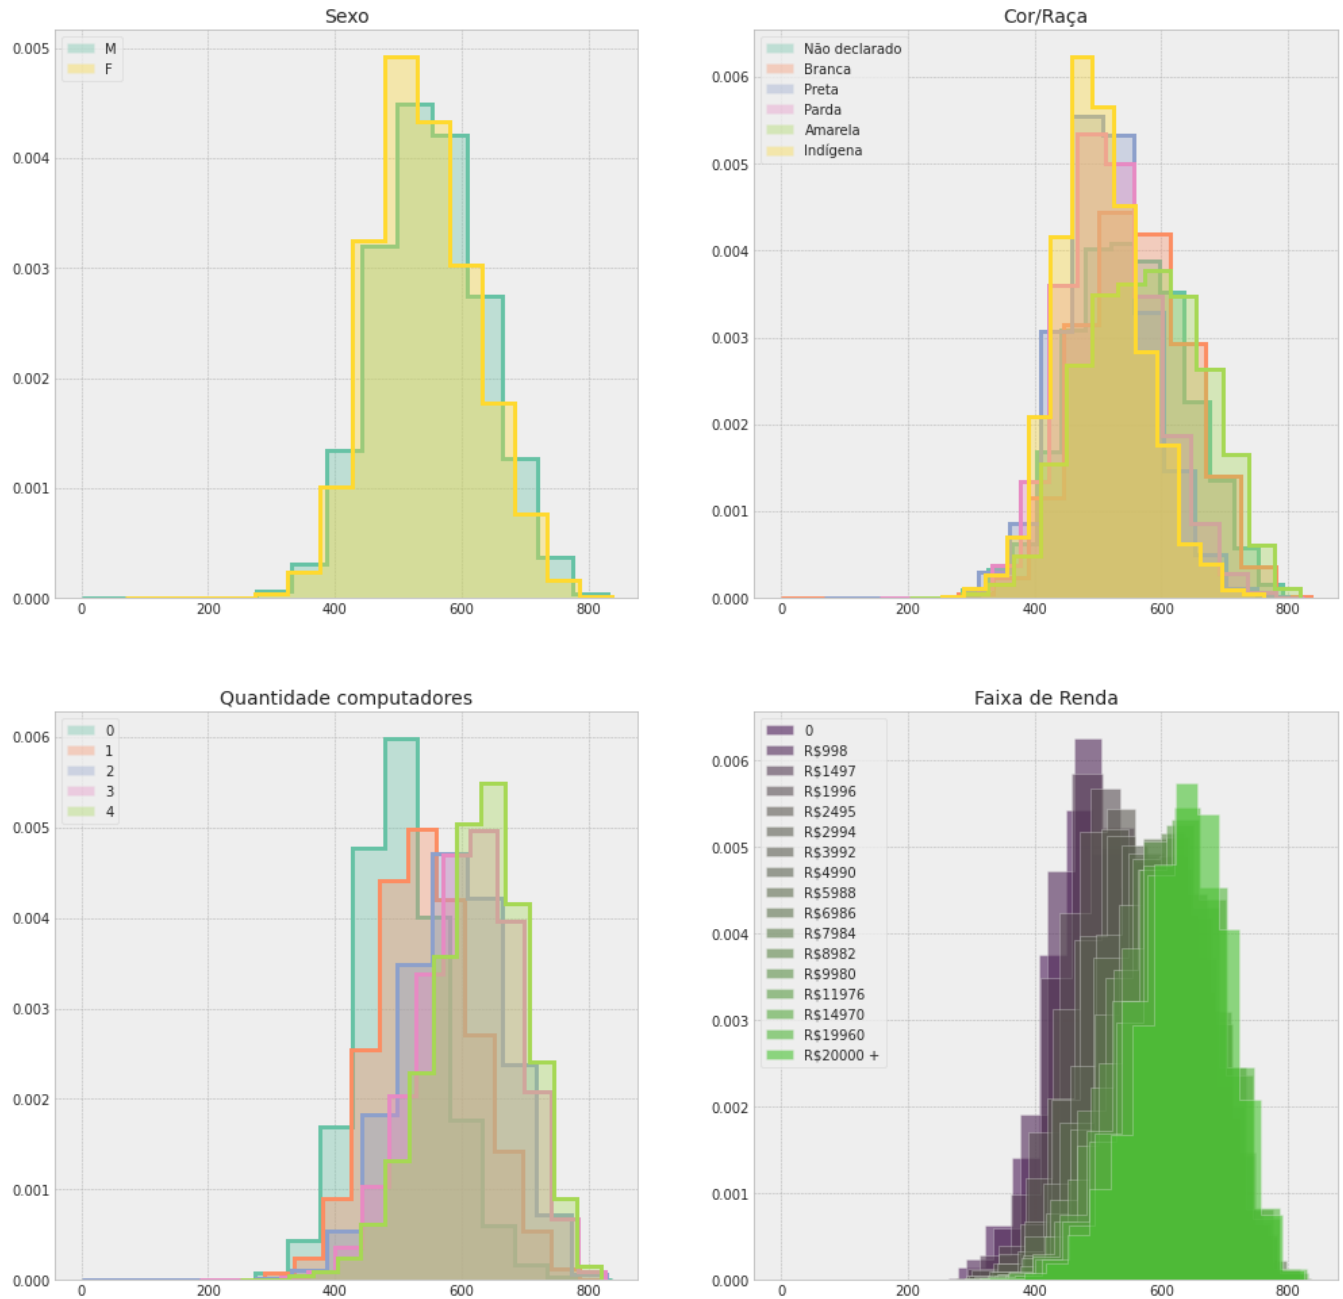 Sexo
M
F
0.005
0.004
0.003
0.002
0.001
0.000
0
200
400
600
800
Cor/Raça
Não declarado
Branca
Preta
Parda
Amarela
Indígena
0.006
0.005
0.004
0.003
0.002
0.001
0.000
0
200
400
600
800
Quantidade computadores
0
1
2
3
4
0.006
0.005
0.004
0.003
0.002
0.001
0.000
0
200
400
600
800
Faixa de Renda
0
R$998
R$1497
R$1996
R$2495
R$2994
R$3992
R$4990
R$5988
R$6986
R$7984
R$8982
R$9980
R$11976
R$14970
R$19960
R$20000 +
0.006
0.005
0.004
0.003
0.002
0.001
0.000
0
200
400
600
800